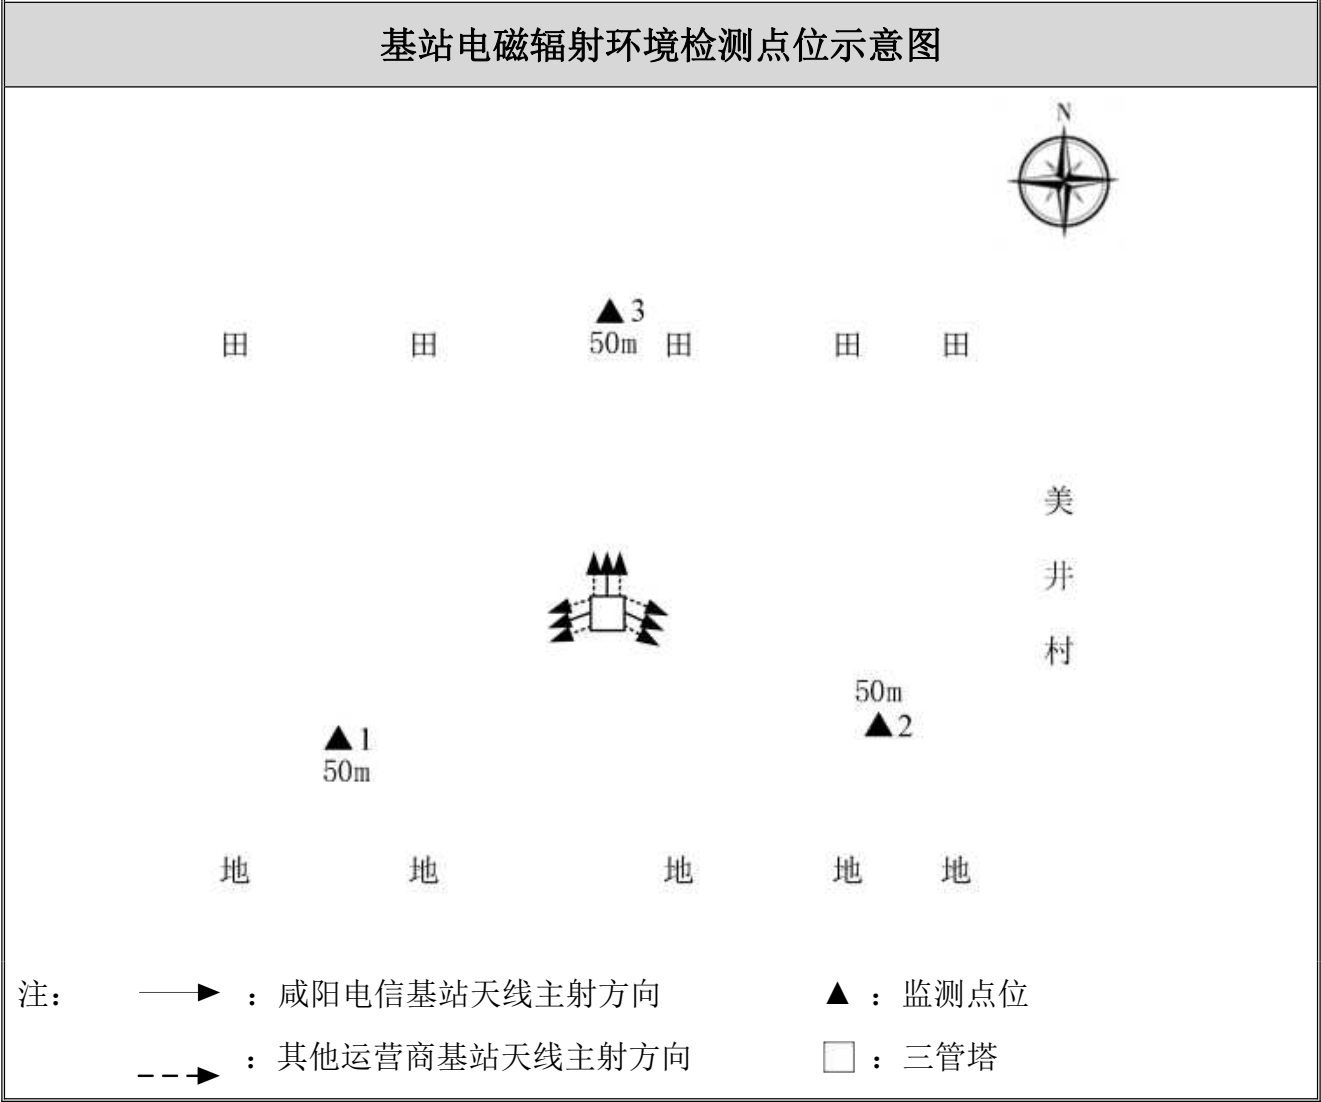 基站电磁辐射环境检测点位示意图
N
▲3
50m
田 田 田 田 田
美
井
村
50m
▲2
▲1
50m
地 地 地 地 地
注： ：咸阳电信基站天线主射方向 ▲：监测点位
：其他运营商基站天线主射方向 □：三管塔